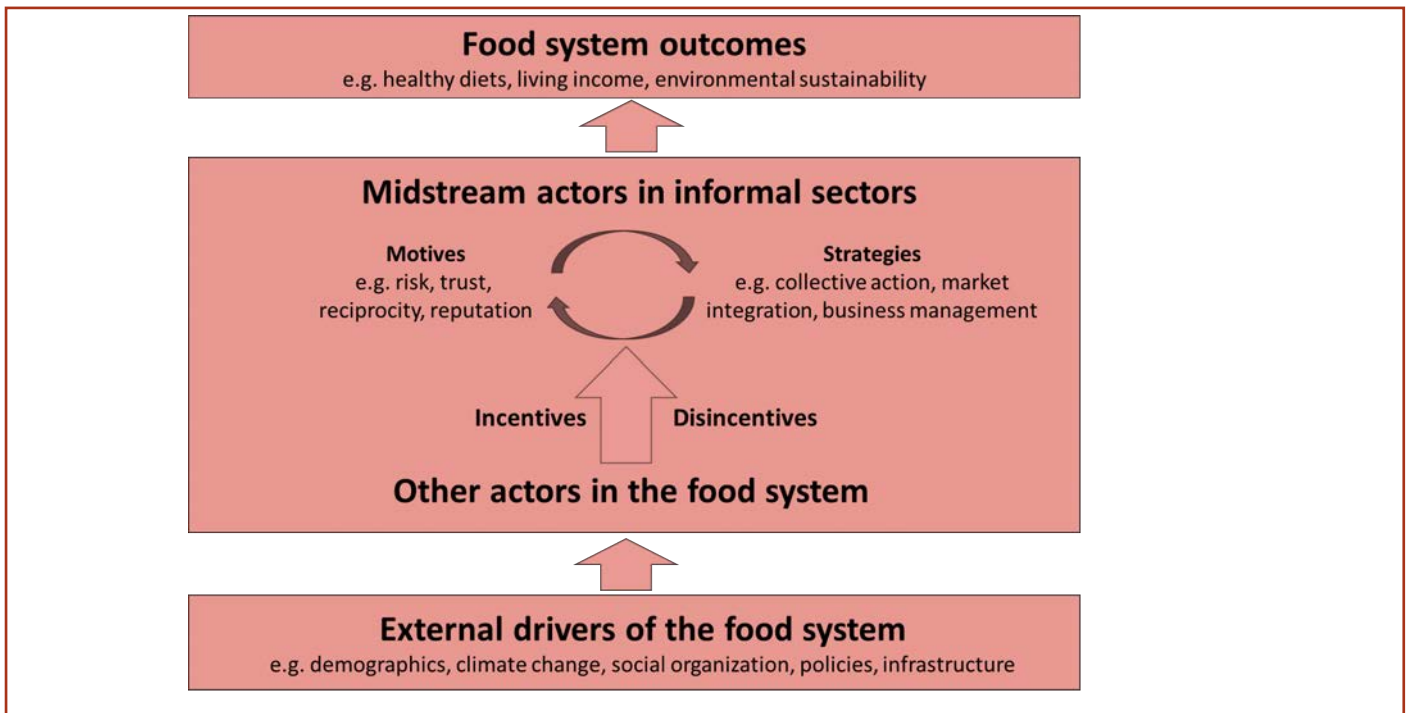 Food system outcomes
e.g. healthy diets, living income, environmental sustainability
Midstream actors in informal sectors
Motives
e.g. risk, trust,
reciprocity, reputation
Strategies
e.g. collective action, market
integration, business management
Incentives
Disincentives
Other actors in the food system
External drivers of the food system
e.g. demographics, climate change, social organization, policies, infrastructure